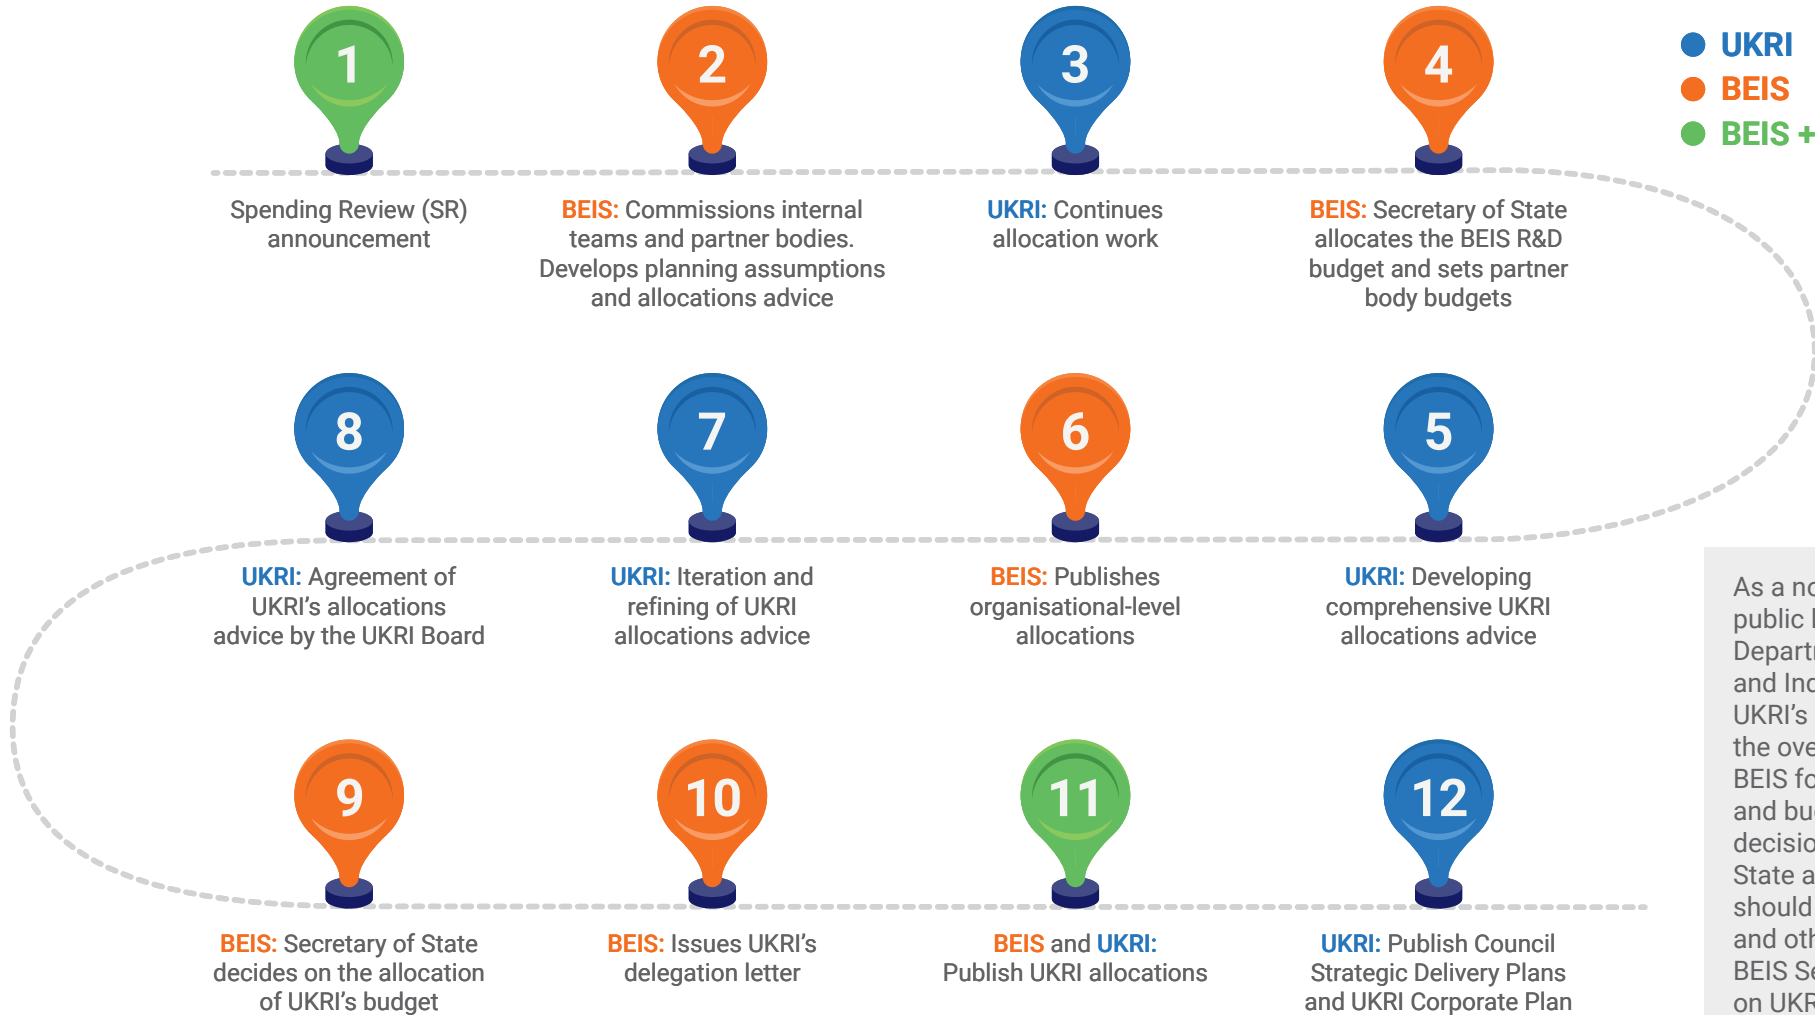 1
2
3
4
UKRI
BEIS
BEIS +
Spending Review (SR)
announcement
BEIS: Commissions internal
teams and partner bodies.
Develops planning assumptions
and allocations advice
UKRI: Continues
allocation work
BEIS: Secretary of State
allocates the BEIS R&D
budget and sets partner
body budgets
8
7
6
5
UKRI: Agreement of
UKRI's allocations
advice by the UKRI Board
UKRI: Iteration and
refining of UKRI
allocations advice
BEIS: Publishes
organisational-level
allocations
UKRI: Developing
comprehensive UKRI
allocations advice
9
10
11
12
BEIS: Secretary of State
decides on the allocation
of UKRI's budget
BEIS: Issues UKRI's
delegation letter
BEIS and UKRI:
Publish UKRI allocations
UKRI: Publish Council
Strategic Delivery Plans
and UKRI Corporate Plan
As a
public
UKRI's
the
BEIS
and
State
should
and
BEIS
on